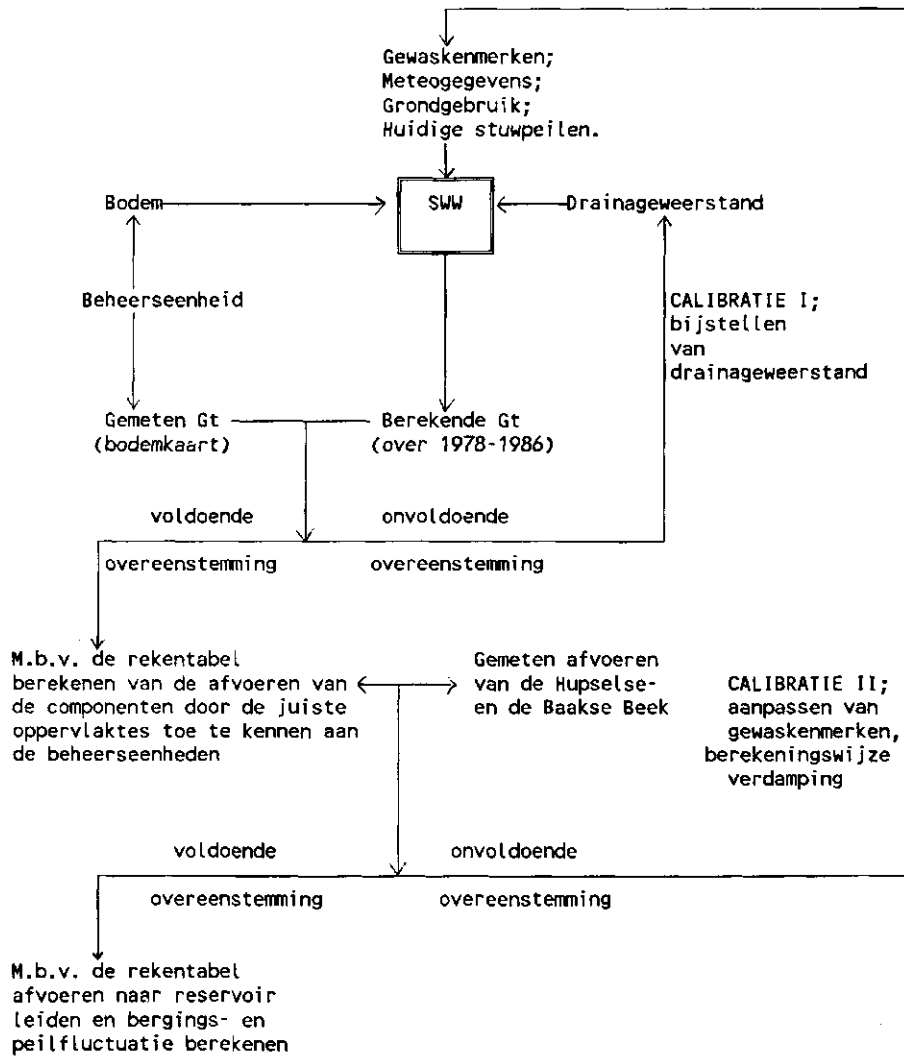 Gewaskenmerken;
Meteogegevens;
Grondgebruik;
Huidige stuwpeilen.
Bodem
SWW
Drainageweerstand
Beheerseenheid
CALIBRATIE I;
bijstellen
van
drainageweerstand
Gemeten Gt
(bodemkaart)
Berekende Gt
(over 1978-1986)
voldoende
onvoldoende
overeenstemming
overeenstemming
M.b.v. de rekentabel
berekenen van de afvoeren van
de componenten door de juiste
oppervlaktes toe te kennen aan
de beheerseenheden
Gemeten afvoeren
van de Hupselse-
en de Baakse Beek
CALIBRATIE II;
aanpassen van
gewaskenmerken,
berekeningswijze
verdamping
voldoende
onvoldoende
overeenstemming
overeenstemming
M.b.v. de rekentabel
afvoeren naar reservoir
leiden en bergings- en
peilfluctuatie berekenen